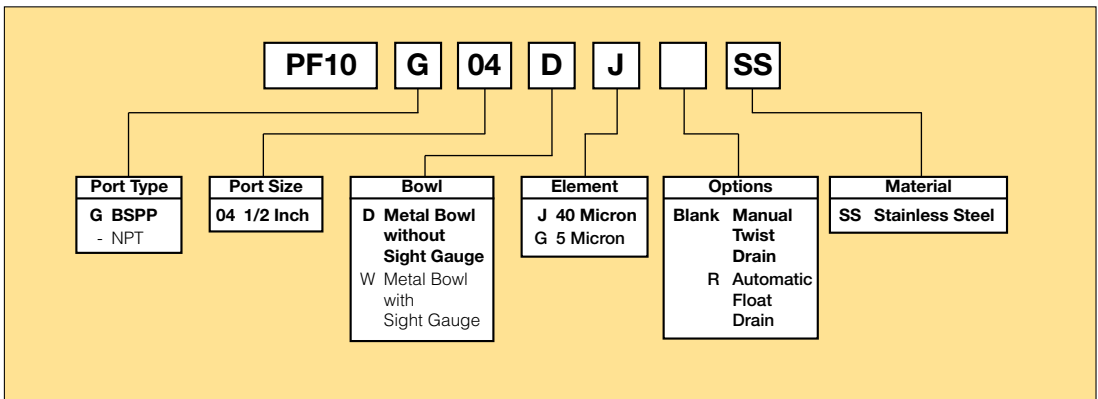 PF10 G 04 D J SS
Port Type
G BSPP
- NPT
Port Size
04 1/2 Inch
Bowl
D Metal Bowl
without
Sight Gauge
W Metal Bowl
with
Sight Gauge
Element
J 40 Micron
G 5 Micron
Options
Blank Manual
Twist
Drain
R Automatic
Float
Drain
Material
SS Stainless Steel